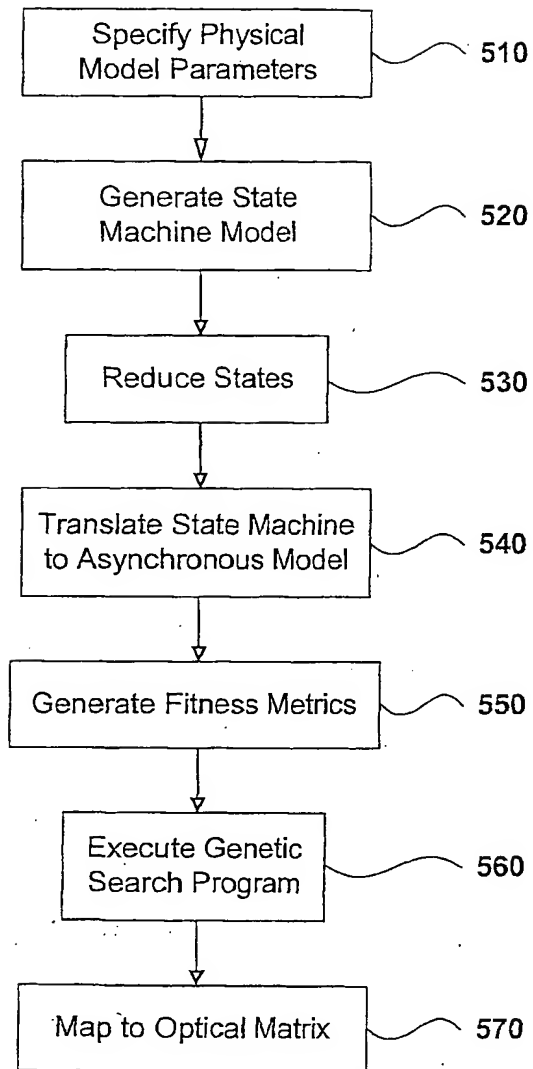 Specify Physical
Model Parameters
510
Generate State
Machine Model
520
Reduce States
530
Translate State Machine
to Asynchronous Model
540
Generate Fitness Metrics
550
Execute Genetic
Search Program
560
Map to Optical Matrix
570